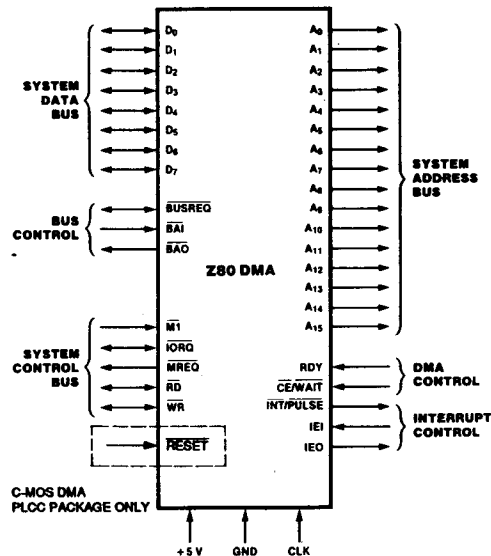 D0
D1
D2
D3
D4
D5
D6
D7
SYSTEM
DATA
BUS
BUSREQ
BAI
BAO
BUS
CONTROL
M1
IORQ
MREQ
RD
WR
SYSTEM
CONTROL
BUS
RESET
C-MOS DMA
PLCC PACKAGE ONLY
Z80 DMA
A0
A1
A2
A3
A4
A5
A6
A7
A8
A9
A10
A11
A12
A13
A14
A15
SYSTEM
ADDRESS
BUS
RDY
CE/WAIT
DMA
CONTROL
INT/PULSE
IEI
IEO
INTERRUPT
CONTROL
+5 V
GND
CLK